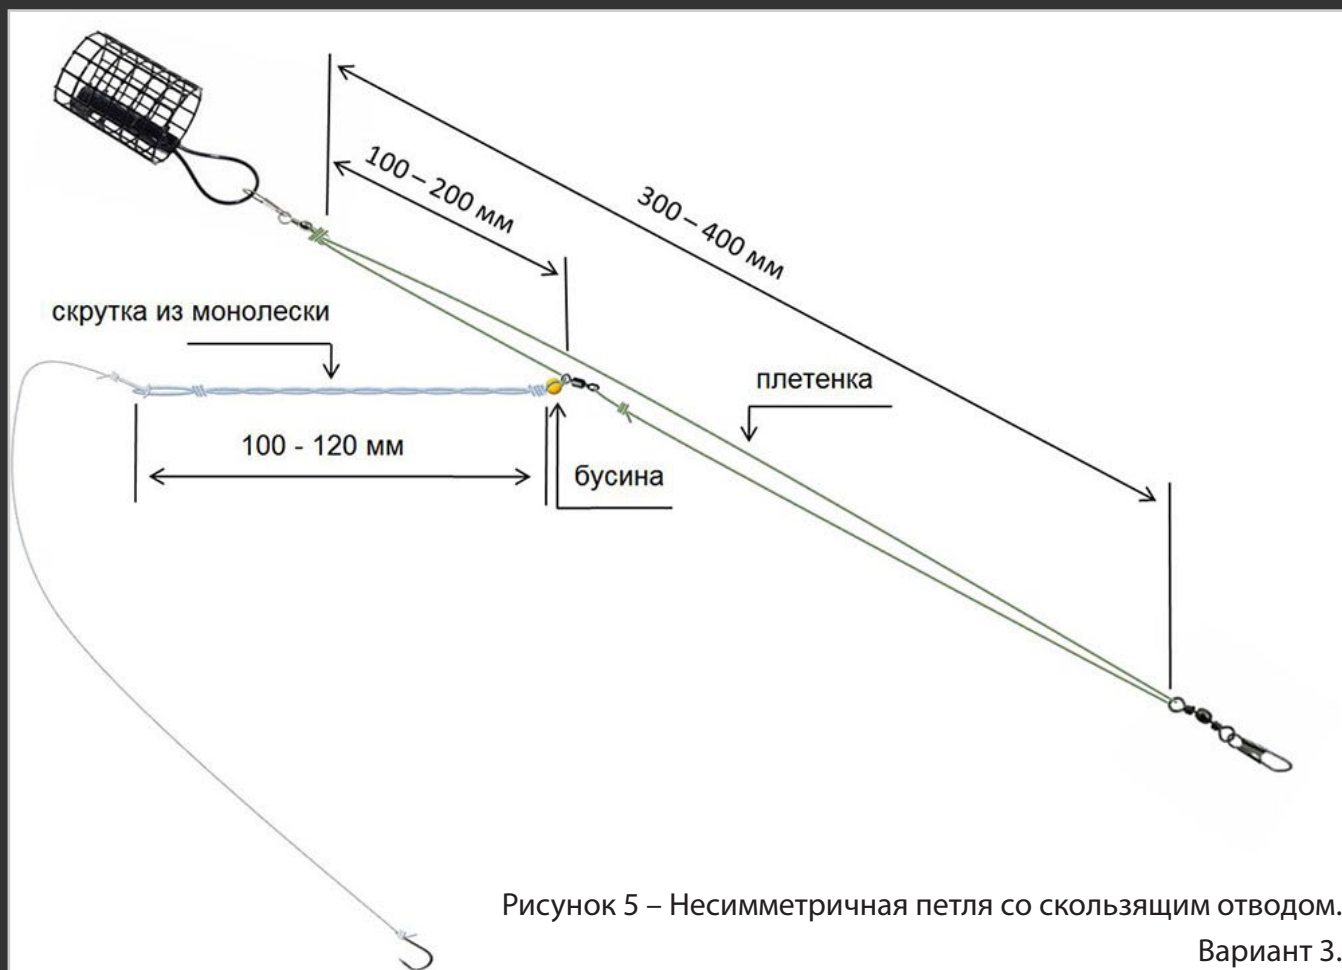 100 – 200 мм
300 – 400 мм
скрутка из монолески
плетенка
100 - 120 мм
бусина
Рисунок 5 – Несимметричная петля со скользящим отводом.
Вариант 3.